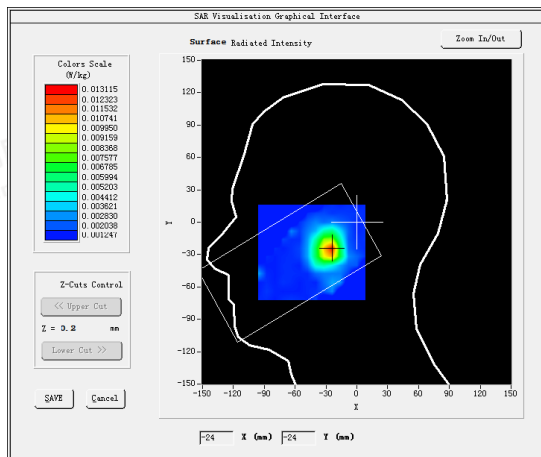 SAR Visualisation Graphical Interface
Surface Radiated Intensity
Zoom In/Out
Colors Scale
(W/kg)
0.013115
0.012323
0.011532
0.010741
0.009950
0.009159
0.008368
0.007577
0.006785
0.005994
0.005203
0.004412
0.003621
0.002830
0.002038
0.001247
Z-Cuts Control
<< Upper Cut
Z = 0.2 mm
Lower Cut >>
SAVE
Cancel
150
120
90
60
30
0
-30
-60
-90
-120
-150
Y
-150 -120 -90 -60 -30 0 30 60 90 120 150
X
-24 X (mm) -24 Y (mm)